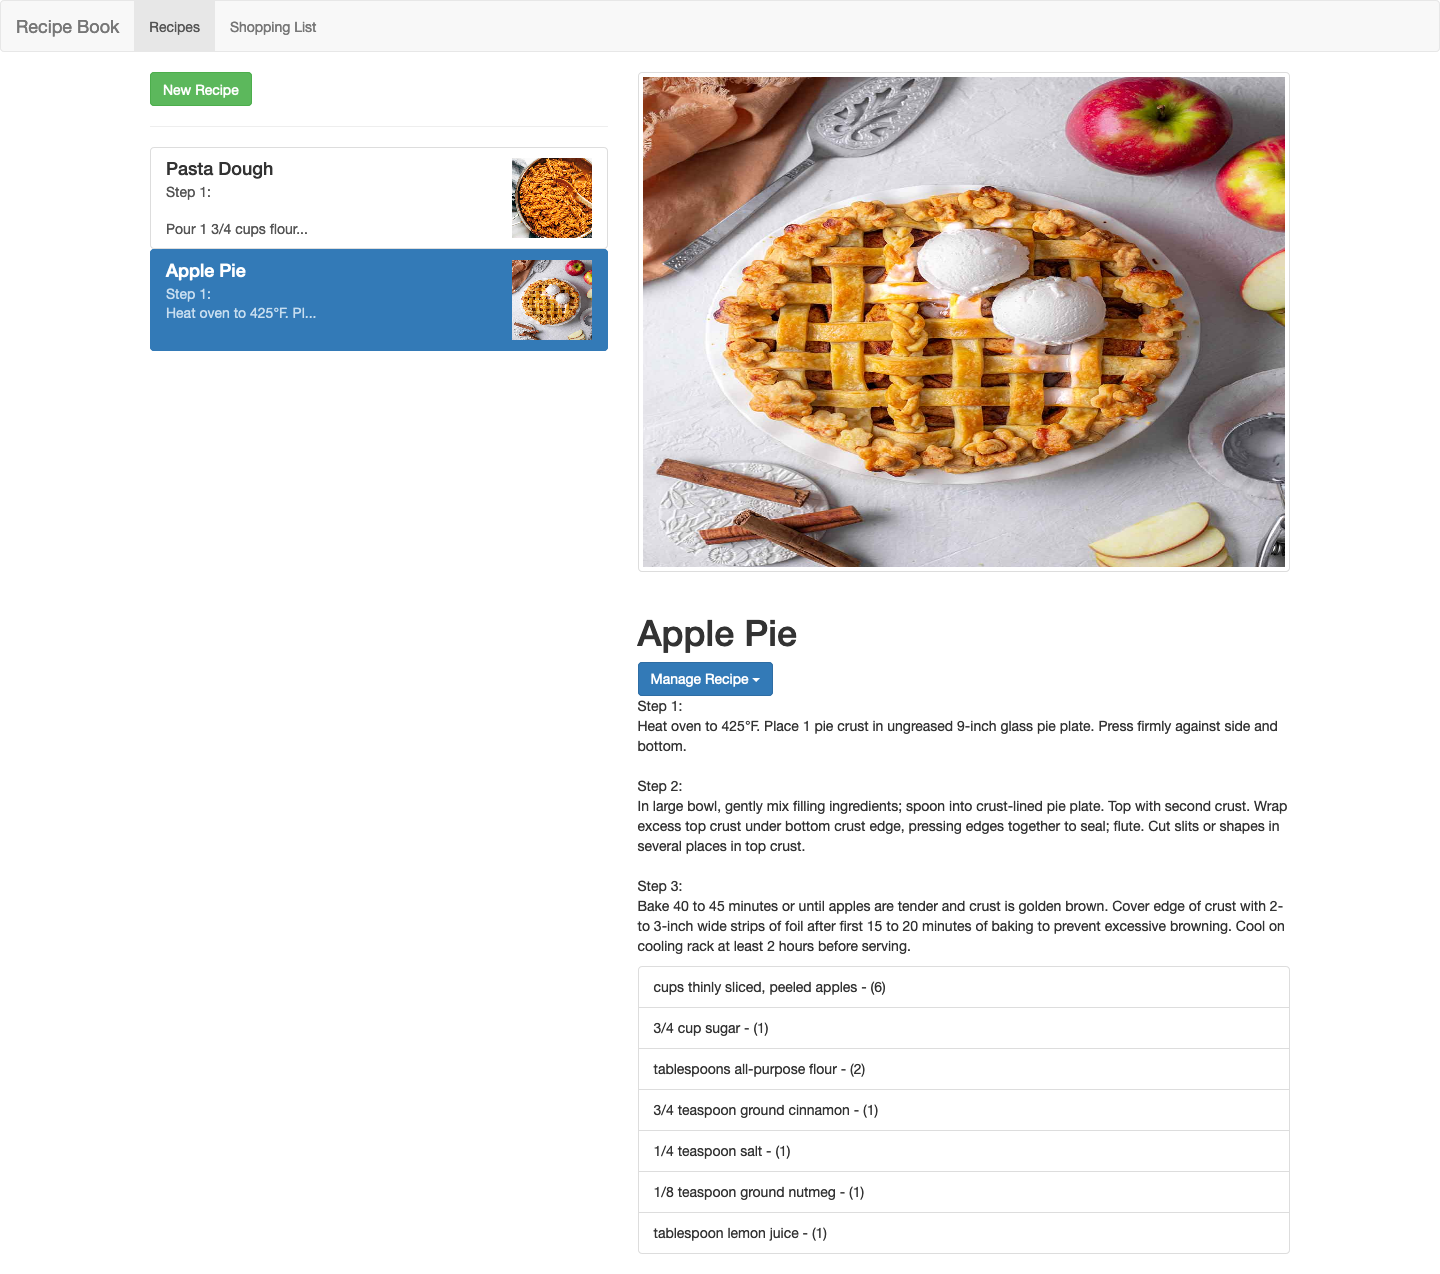 Recipe Book
Recipes
Shopping List
New Recipe
Pasta Dough
Step 1:
Pour 1 3/4 cups flour...
Apple Pie
Step 1:
Heat oven to 425°F. Pl...
Apple Pie
Manage Recipe
Step 1:
Heat oven to 425°F. Place 1 pie crust in ungreased 9-inch glass pie plate. Press firmly against side and
bottom.
Step 2:
In large bowl, gently mix filling ingredients; spoon into crust-lined pie plate. Top with second crust. Wrap
excess top crust under bottom crust edge, pressing edges together to seal; flute. Cut slits or shapes in
several places in top crust.
Step 3:
Bake 40 to 45 minutes or until apples are tender and crust is golden brown. Cover edge of crust with 2-
to 3-inch wide strips of foil after first 15 to 20 minutes of baking to prevent excessive browning. Cool on
cooling rack at least 2 hours before serving.
cups thinly sliced, peeled apples - (6)
3/4 cup sugar - (1)
tablespoons all-purpose flour - (2)
3/4 teaspoon ground cinnamon - (1)
1/4 teaspoon salt - (1)
1/8 teaspoon ground nutmeg - (1)
tablespoon lemon juice - (1)